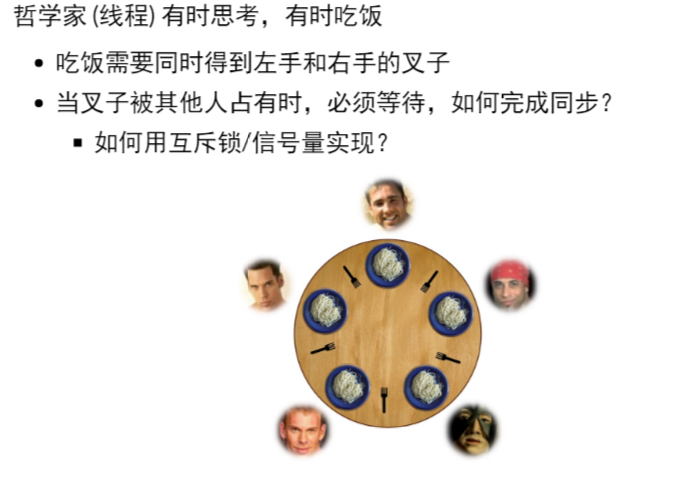 哲学家 (线程) 有时思考，有时吃饭
吃饭需要同时得到左手和右手的叉子
当叉子被其他人占有时，必须等待，如何完成同步？
如何用互斥锁/信号量实现？